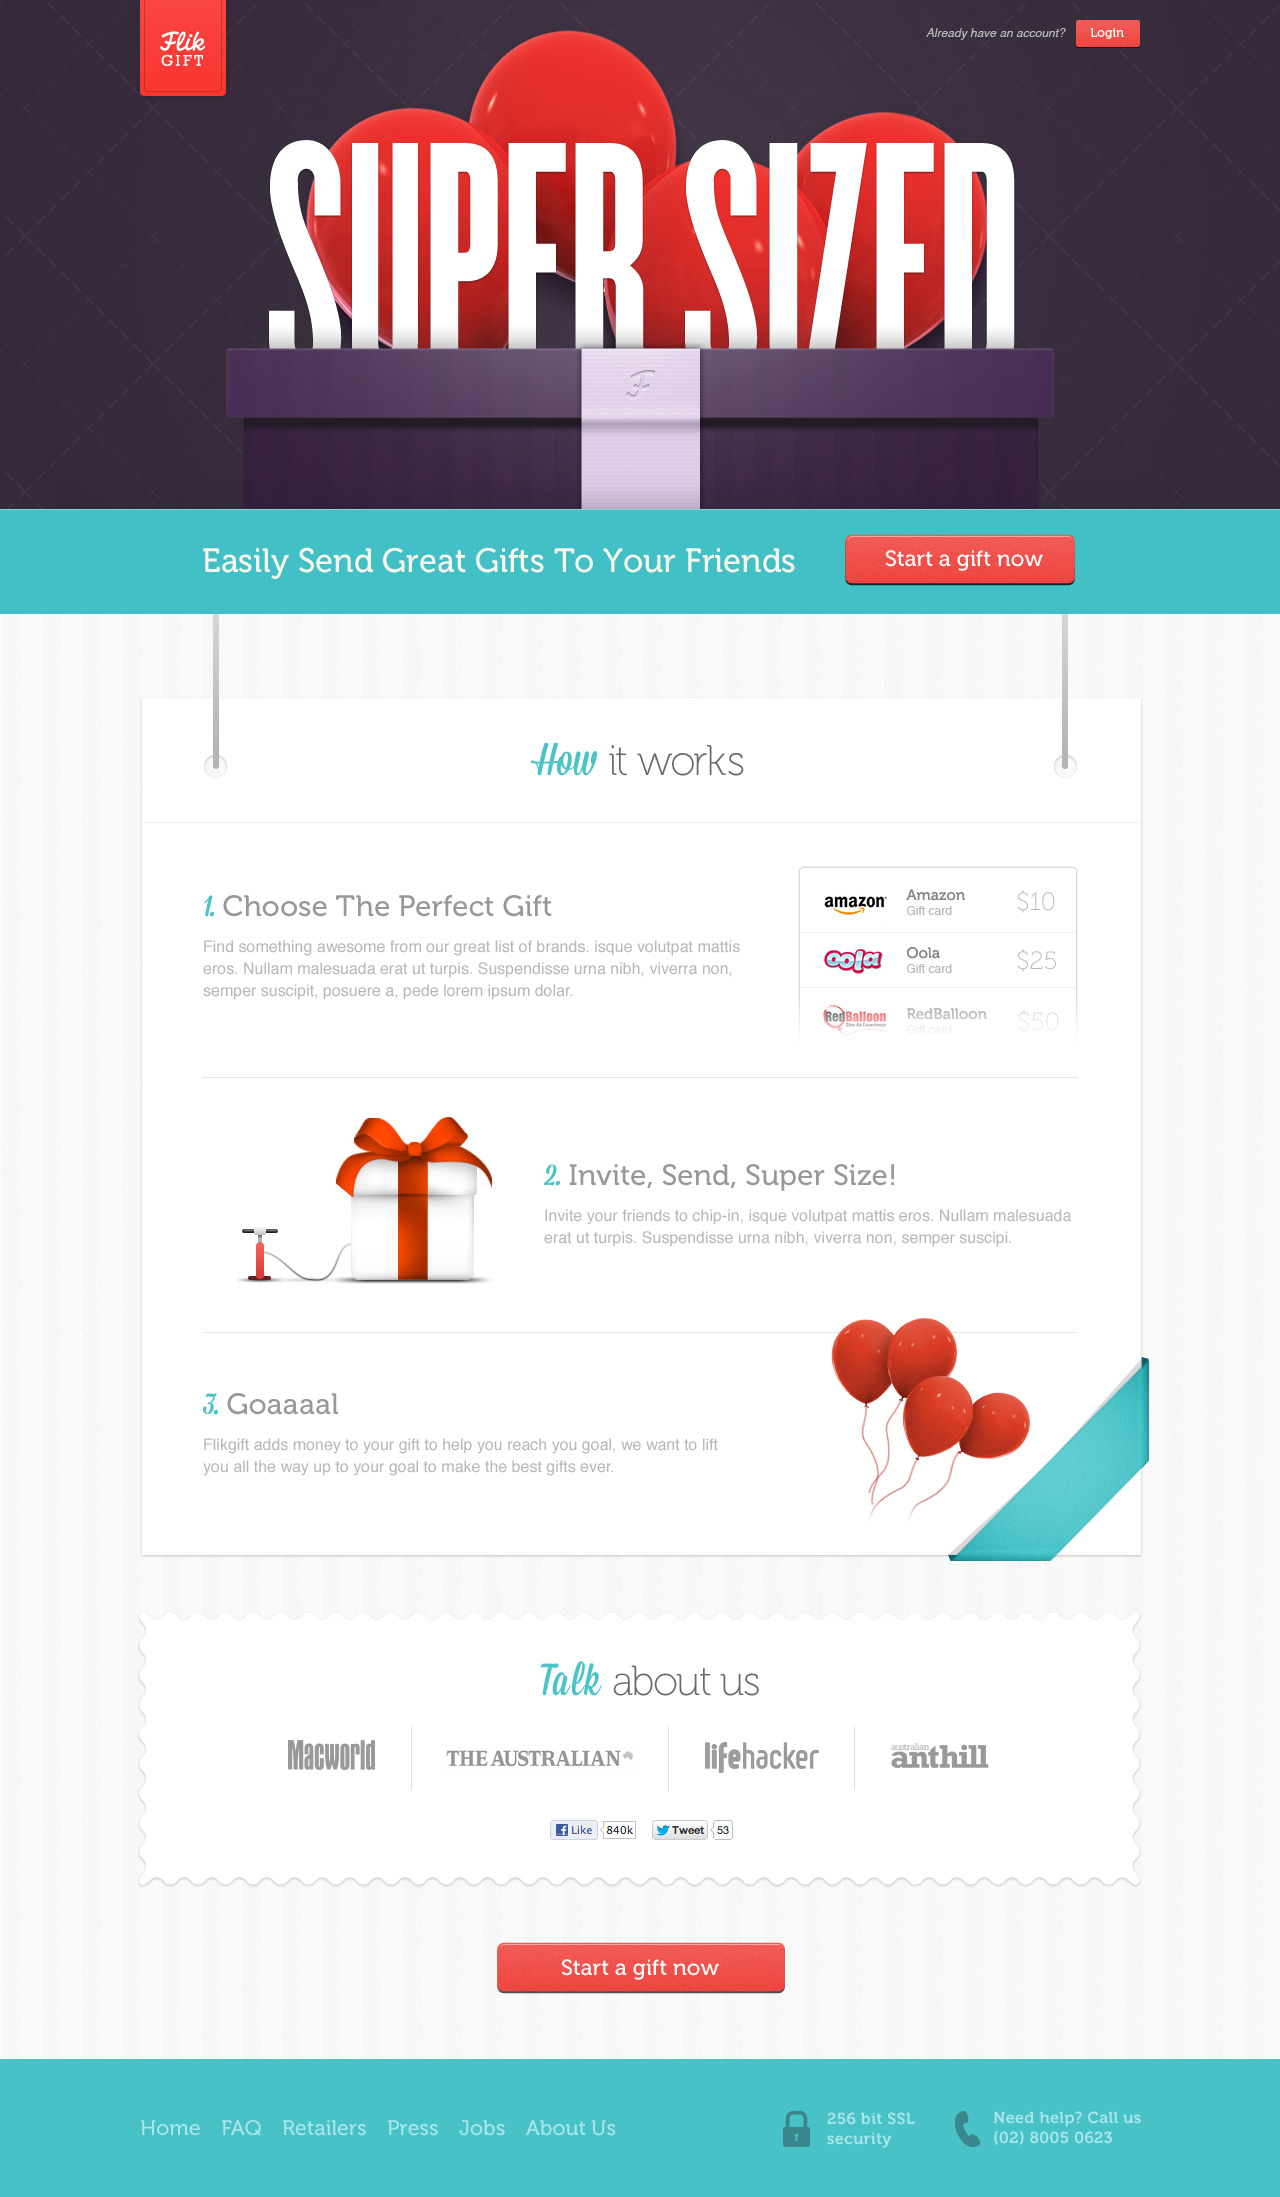 Flik
GIFT
Already have an account?
Login
SUPER SIZED
F
Easily Send Great Gifts To Your Friends
Start a gift now
How it works
1. Choose The Perfect Gift
Find something awesome from our great list of brands. isque volutpat mattis
eros. Nullam malesuada erat ut turpis. Suspendisse urna nibh, viverra non,
semper suscipit, posuere a, pede lorem ipsum dolar.
amazon
Amazon
Gift card
$10
oola
Oola
Gift card
$25
RedBalloon
Give An Experience
RedBalloon
Gift card
$50
2. Invite, Send, Super Size!
Invite your friends to chip-in, isque volutpat mattis eros. Nullam malesuada
erat ut turpis. Suspendisse urna nibh, viverra non, semper suscipi.
3. Goaaaal
Flikgift adds money to your gift to help you reach you goal, we want to lift
you all the way up to your goal to make the best gifts ever.
Talk about us
Macworld
THE AUSTRALIAN
lifehacker
australian
anthill
Like
840k
Tweet
53
Start a gift now
Home FAQ Retailers Press Jobs About Us
256 bit SSL
security
Need help? Call us
(02) 8005 0623